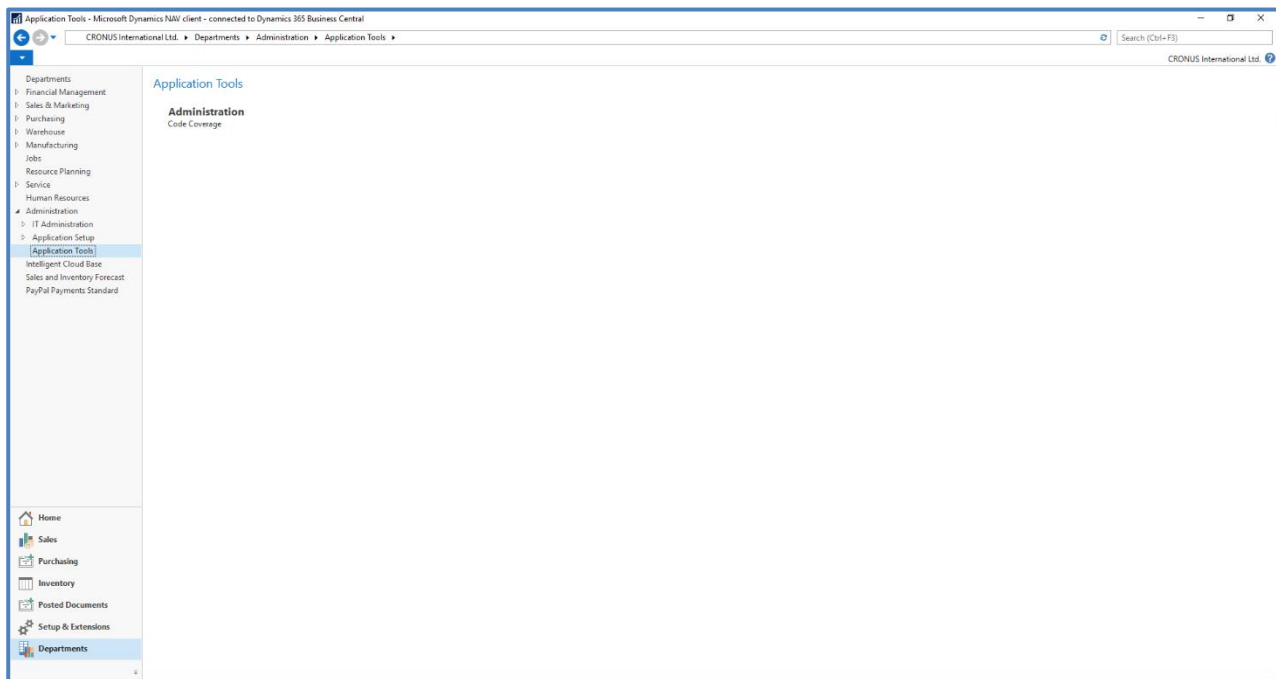 Application Tools - Microsoft Dynamics NAV client - connected to Dynamics 365 Business Central
CRONUS International Ltd. Departments Administration Application Tools
Search (Ctrl+F3)
CRONUS International Ltd.
Departments
Financial Management
Sales & Marketing
Purchasing
Warehouse
Manufacturing
Jobs
Resource Planning
Service
Human Resources
Administration
IT Administration
Application Setup
Application Tools
Intelligent Cloud Base
Sales and Inventory Forecast
PayPal Payments Standard
Application Tools
Administration
Code Coverage
Home
Sales
Purchasing
Inventory
Posted Documents
Setup & Extensions
Departments